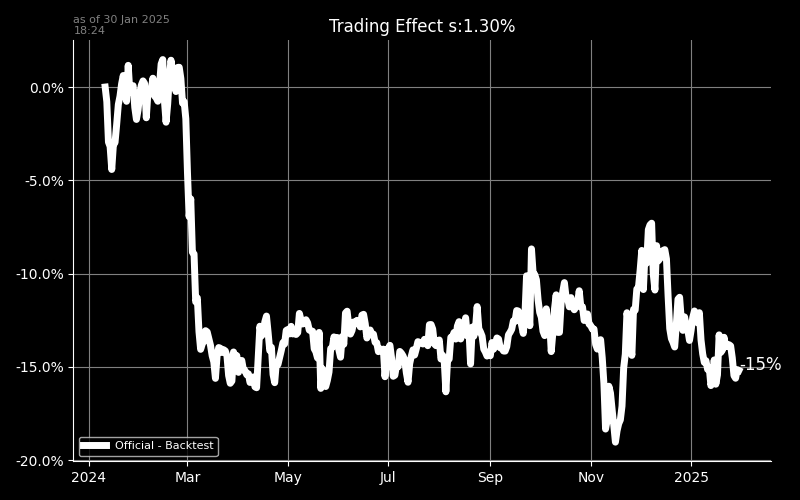 as of 30 Jan 2025
18:24
Trading Effect s:1.30%
0.0%
-5.0%
-10.0%
-15.0%
-20.0%
-15%
Official - Backtest
2024 Mar May Jul Sep Nov 2025